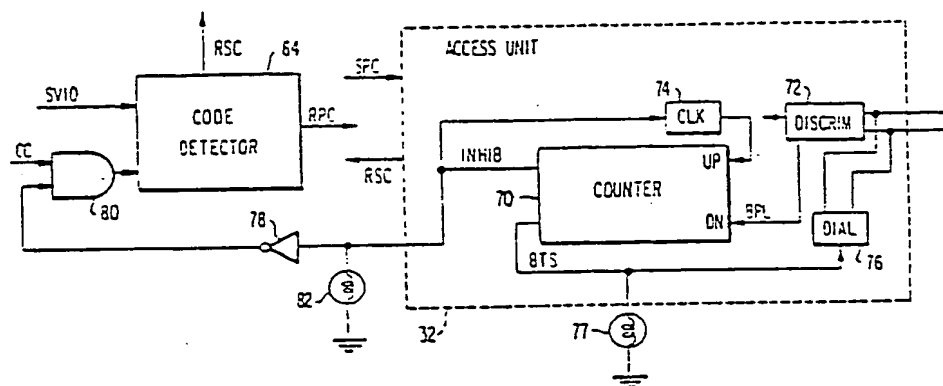 RSC
64
ACCESS UNIT
SPC
SVID
CODE
DETECTOR
RPC
74
CLK
72
DISCRIM
CC
RSC
INHIB
UP
70
COUNTER
80
DN
BPL
78
DIAL
BTS
76
82
32
77